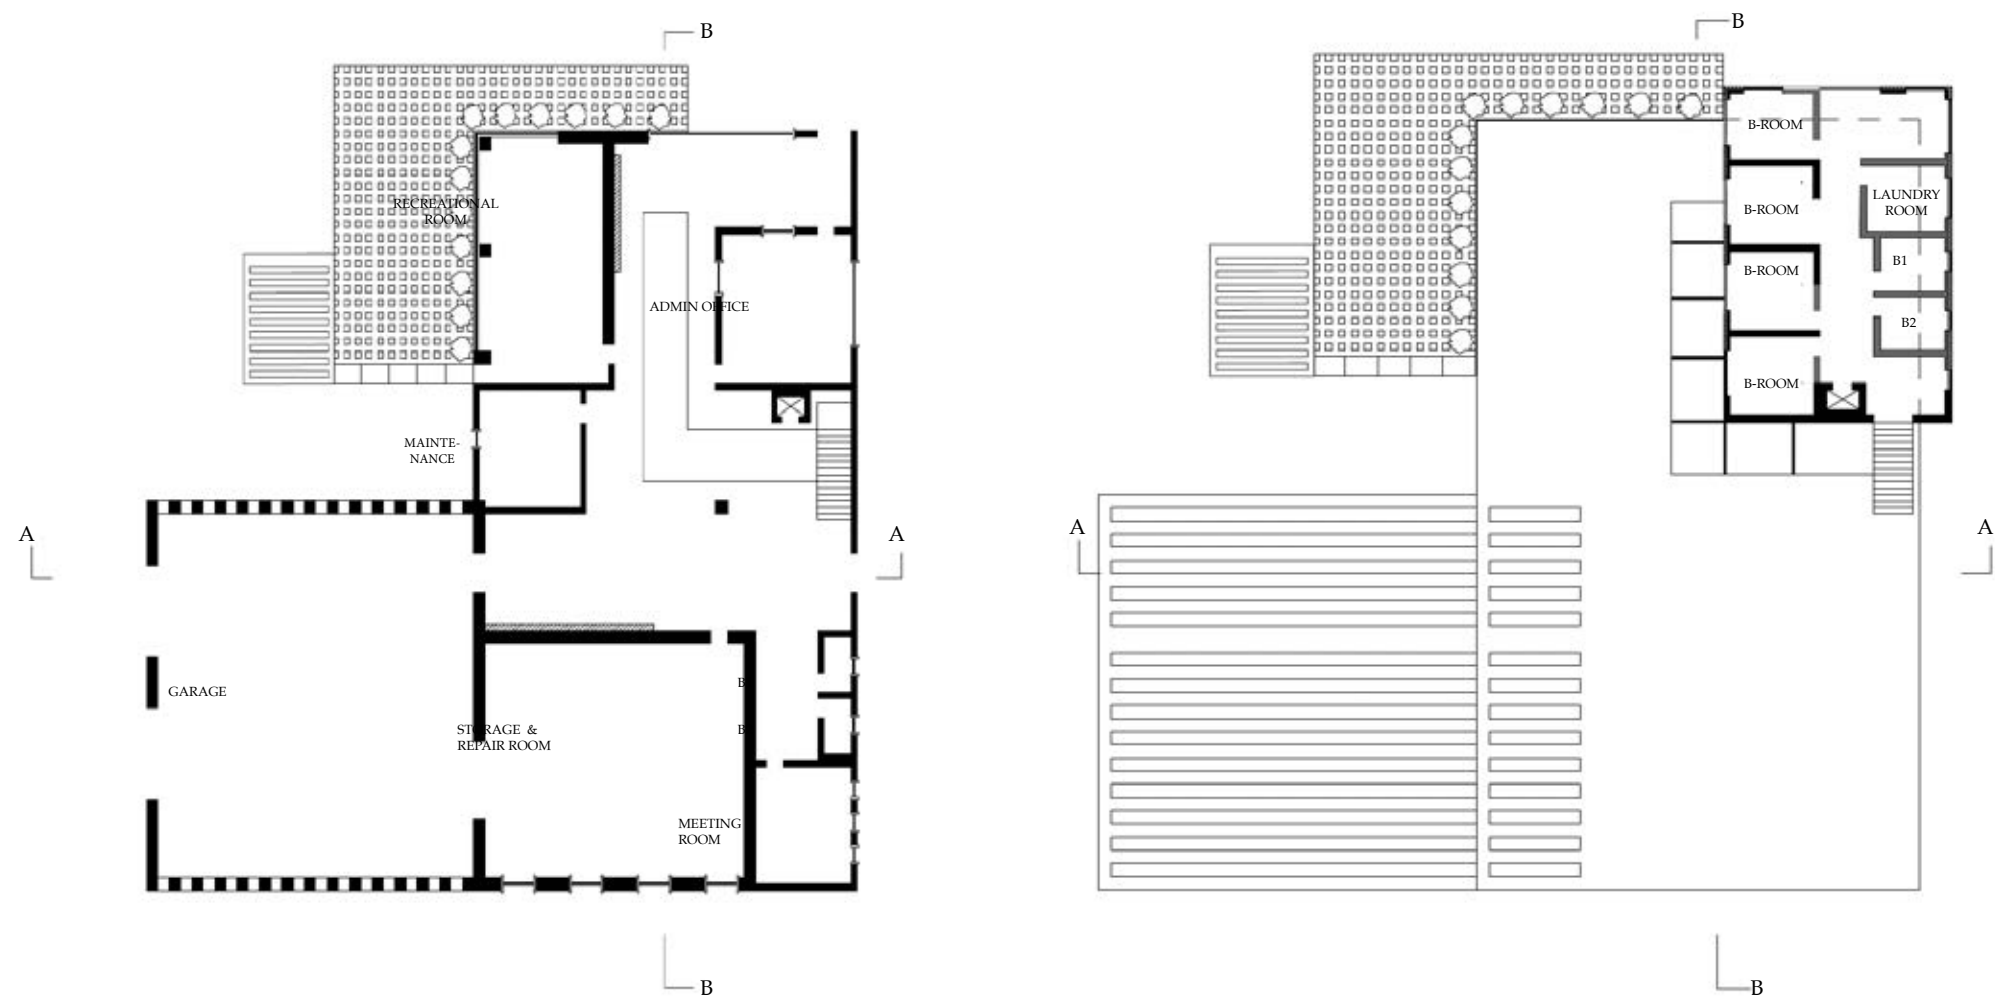 B
RECREATIONAL
ROOM
ADMIN OFFICE
MAINTE-
NANCE
A
A
GARAGE
B
STORAGE &
REPAIR ROOM
B
MEETING
ROOM
B
B
B-ROOM
B-ROOM
LAUNDRY
ROOM
B-ROOM
B1
B2
B-ROOM
A
A
B